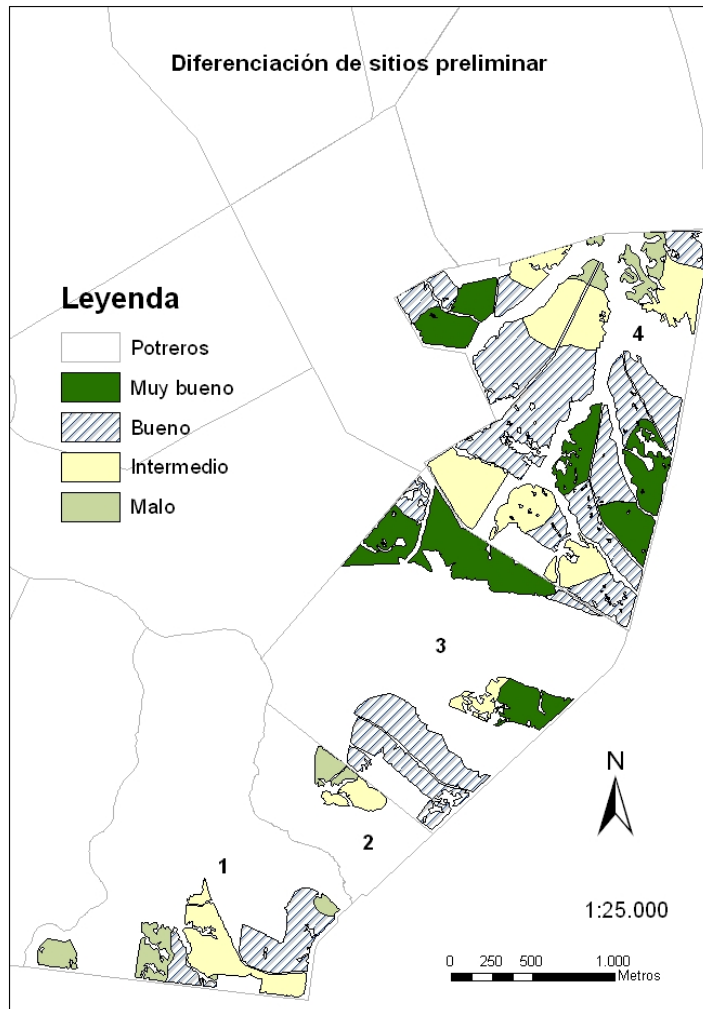 Diferenciación de sitios preliminar
Leyenda
Potreros
Muy bueno
Bueno
Intermedio
Malo
4
3
2
1
N
1:25.000
0 250 500 1.000
Metros